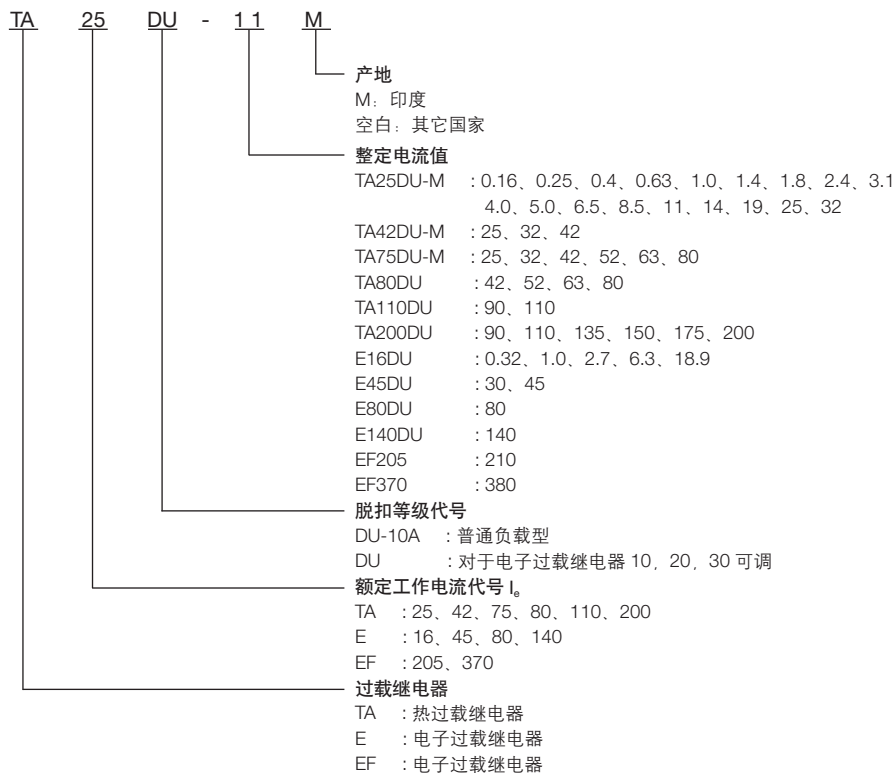 TA 25 DU - 11 M
产地
M：印度
空白：其它国家
整定电流值
TA25DU-M ：0.16、0.25、0.4、0.63、1.0、1.4、1.8、2.4、3.1
4.0、5.0、6.5、8.5、11、14、19、25、32
TA42DU-M ：25、32、42
TA75DU-M ：25、32、42、52、63、80
TA80DU ：42、52、63、80
TA110DU ：90、110
TA200DU ：90、110、135、150、175、200
E16DU ：0.32、1.0、2.7、6.3、18.9
E45DU ：30、45
E80DU ：80
E140DU ：140
EF205 ：210
EF370 ：380
脱扣等级代号
DU-10A ：普通负载型
DU ：对于电子过载继电器 10，20，30 可调
额定工作电流代号 Ie
TA ：25、42、75、80、110、200
E ：16、45、80、140
EF ：205、370
过载继电器
TA ：热过载继电器
E ：电子过载继电器
EF ：电子过载继电器